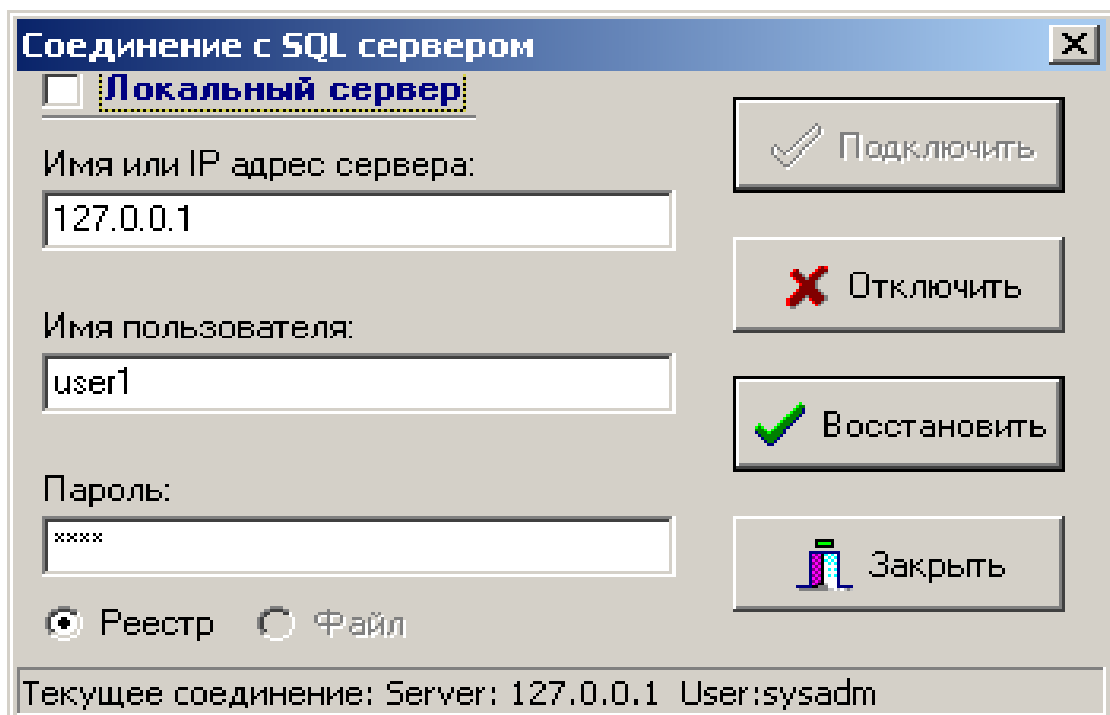 Соединение с SQL сервером
Локальный сервер
Имя или IP адрес сервера:
127.0.0.1
Имя пользователя:
user1
Пароль:
××××
Реестр Файл
Подключить
Отключить
Восстановить
Закрыть
Текущее соединение: Server: 127.0.0.1 User:sysadm